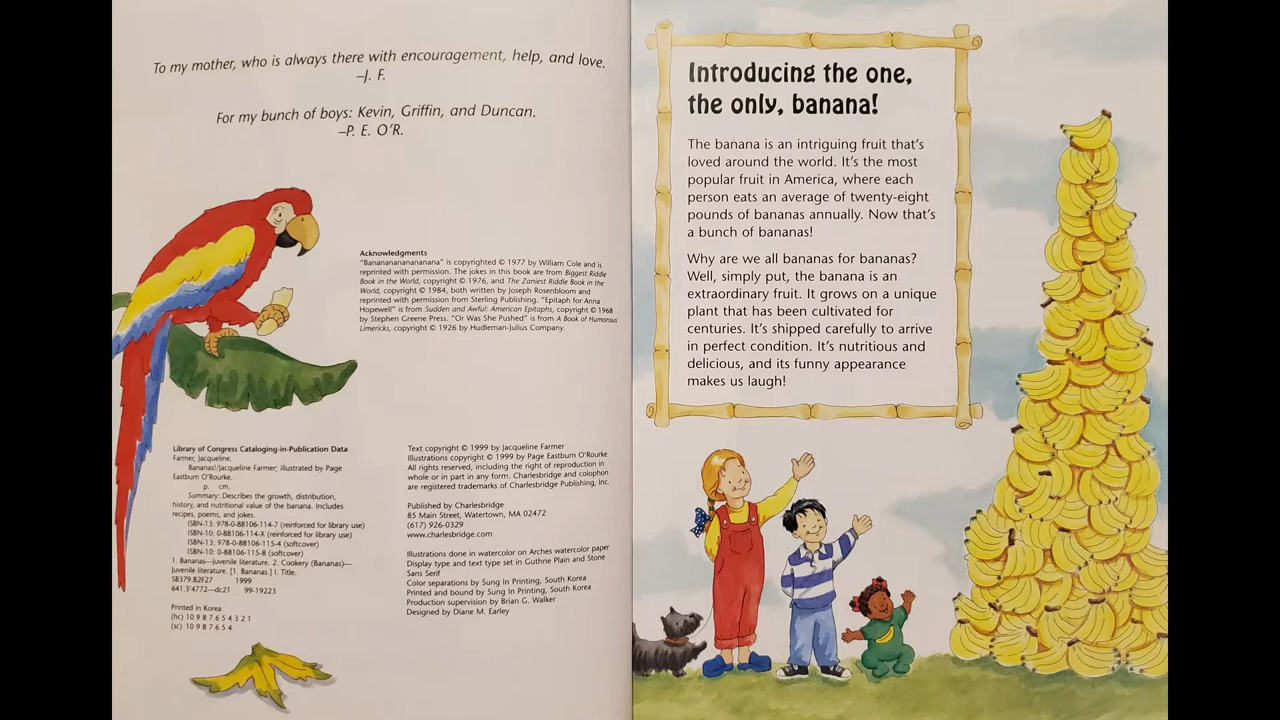 To my mother, who is always there with encouragement, help, and love.
–J. F.
For my bunch of boys: Kevin, Griffin, and Duncan.
–P. E. O'R.
Acknowledgments
"Banananananananana" is copyrighted © 1977 by William Cole and is
reprinted with permission. The jokes in this book are from Biggest Riddle
Book in the World, copyright © 1976, and The Zaniest Riddle Book in the
World, copyright © 1984, both written by Joseph Rosenbloom and
reprinted with permission from Sterling Publishing. "Epitaph for Anna
Hopewell" is from Sudden and Awful: American Epitaphs, copyright © 1968
by Stephen Greene Press. "Or Was She Pushed" is from A Book of Humorous
Limericks, copyright © 1926 by Hudleman-Julius Company.
Library of Congress Cataloging-in-Publication Data
Farmer, Jacqueline.
Bananas!/Jacqueline Farmer; illustrated by Page
Eastburn O'Rourke.
p. cm.
Summary: Describes the growth, distribution,
history, and nutritional value of the banana. Includes
recipes, poems, and jokes.
ISBN-13: 978-0-88106-114-7 (reinforced for library use)
ISBN-10: 0-88106-114-X (reinforced for library use)
ISBN-13: 978-0-88106-115-4 (softcover)
ISBN-10: 0-88106-115-8 (softcover)
1. Bananas—Juvenile literature. 2. Cookery (Bananas)—
Juvenile literature. [1. Bananas.] I. Title.
SB379.B2F27 1999
641.3'4772—dc21 99-19223
Printed in Korea
(hc) 10 9 8 7 6 5 4 3 2 1
(sc) 10 9 8 7 6 5 4
Text copyright © 1999 by Jacqueline Farmer
Illustrations copyright © 1999 by Page Eastburn O'Rourke
All rights reserved, including the right of reproduction in
whole or in part in any form. Charlesbridge and colophon
are registered trademarks of Charlesbridge Publishing, Inc.
Published by Charlesbridge
85 Main Street, Watertown, MA 02472
(617) 926-0329
www.charlesbridge.com
Illustrations done in watercolor on Arches watercolor paper
Display type and text type set in Guthrie Plain and Stone
Sans Serif
Color separations by Sung In Printing, South Korea
Printed and bound by Sung In Printing, South Korea
Production supervision by Brian G. Walker
Designed by Diane M. Earley
Introducing the one,
the only, banana!
The banana is an intriguing fruit that's
loved around the world. It's the most
popular fruit in America, where each
person eats an average of twenty-eight
pounds of bananas annually. Now that's
a bunch of bananas!
Why are we all bananas for bananas?
Well, simply put, the banana is an
extraordinary fruit. It grows on a unique
plant that has been cultivated for
centuries. It's shipped carefully to arrive
in perfect condition. It's nutritious and
delicious, and its funny appearance
makes us laugh!